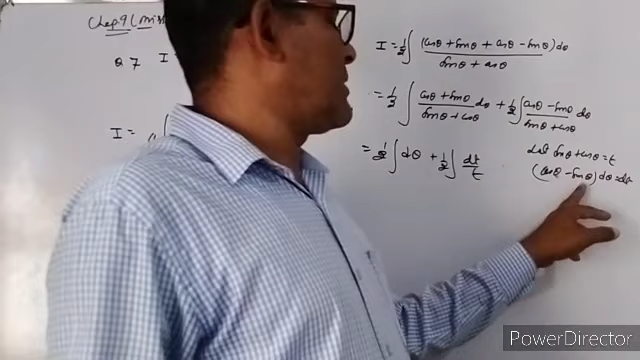 Chap 9 (miss
Q 7 I
I =
I = 1/2 ∫ (cosθ + sinθ + cosθ - sinθ) dθ / sinθ + cosθ
= 1/2 ∫ cosθ + sinθ / sinθ + cosθ dθ + 1/2 ∫ cosθ - sinθ / sinθ + cosθ dθ
= 1/2 ∫ dθ + 1/2 ∫ dt/t
Let sinθ + cosθ = t
(cosθ - sinθ) dθ = dt
PowerDirector